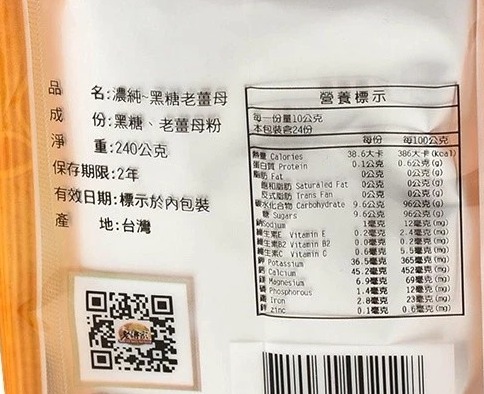 品 名:濃純~黑糖老薑母
成 份:黑糖、老薑母粉
淨 重:240公克
保存期限:2年
有效日期:標示於內包裝
產 地:台灣
營養標示
每一份量10公克
本包裝含24份
每份 每100公克
熱量 Calories 38.6大卡 386大卡(kcal)
蛋白質 Protein 0.1公克 0.6公克(g)
脂肪 Fat 0公克 0公克(g)
飽和脂肪 Saturated Fat 0公克 0公克(g)
反式脂肪 Trans Fan 0公克 0公克(g)
碳水化合物 Carbohydrate 9.6公克 96公克(g)
糖 Sugars 9.6公克 96公克(g)
鈉Sodium 1毫克 12毫克(mg)
維生素E Vitamin E 0.2毫克 2.4毫克(mg)
維生素B2 Vitamin B2 0.0毫克 0.2毫克(mg)
維生素C Vitamin C 0.6毫克 5.5毫克(mg)
鉀 Potassium 36.5毫克 365毫克(mg)
鈣 Calcium 45.2毫克 452毫克(mg)
鎂 Magnesium 6.9毫克 69毫克(mg)
磷 Phosphorous 1.4毫克 12毫克(mg)
鐵 Iron 2.8毫克 23毫克(mg)
鋅 Zinc 0.1毫克 0.6毫克(mg)